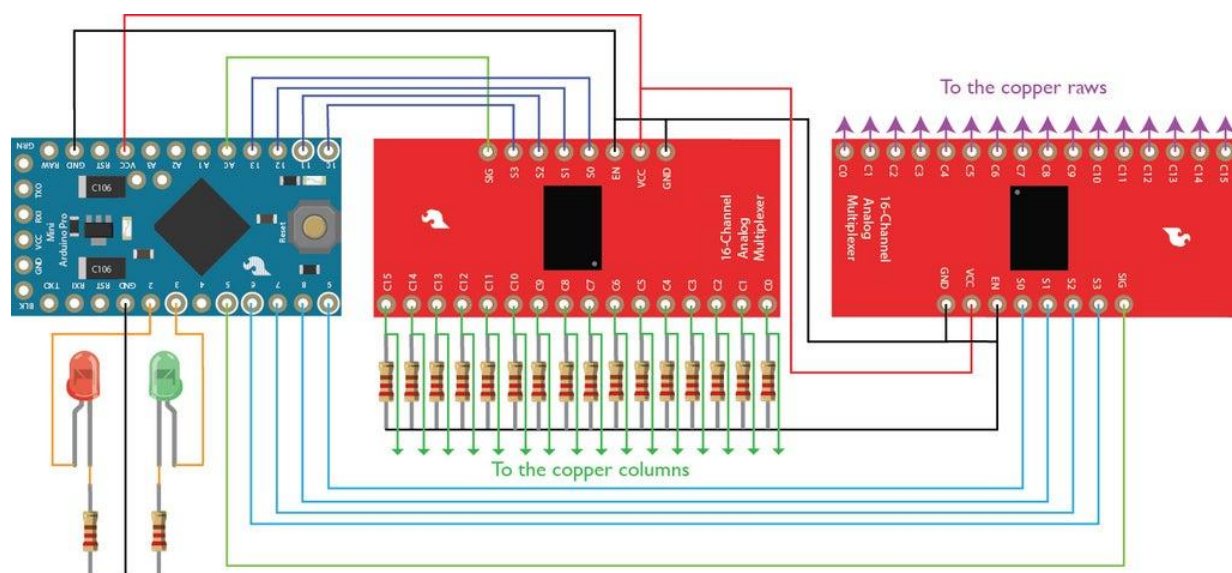 To the copper raws
GRN
RAW
GND
RST
VCC
A3
A2
A1
A0
13
12
11
10
TXO
RXI
VCC
GND
BLK
C106
C106
Mini
Arduino Pro
Reset
TXO
RXI
RST
GND
2
3
4
5
6
7
8
9
SIG
S3
S2
S1
S0
EN
VCC
GND
16-Channel
Analog
Multiplexer
C15
C14
C13
C12
C11
C10
C9
C8
C7
C6
C5
C4
C3
C2
C1
C0
To the copper columns
C0
C1
C2
C3
C4
C5
C6
C7
C8
C9
C10
C11
C12
C13
C14
C15
16-Channel
Analog
Multiplexer
GND
VCC
EN
S0
S1
S2
S3
SIG